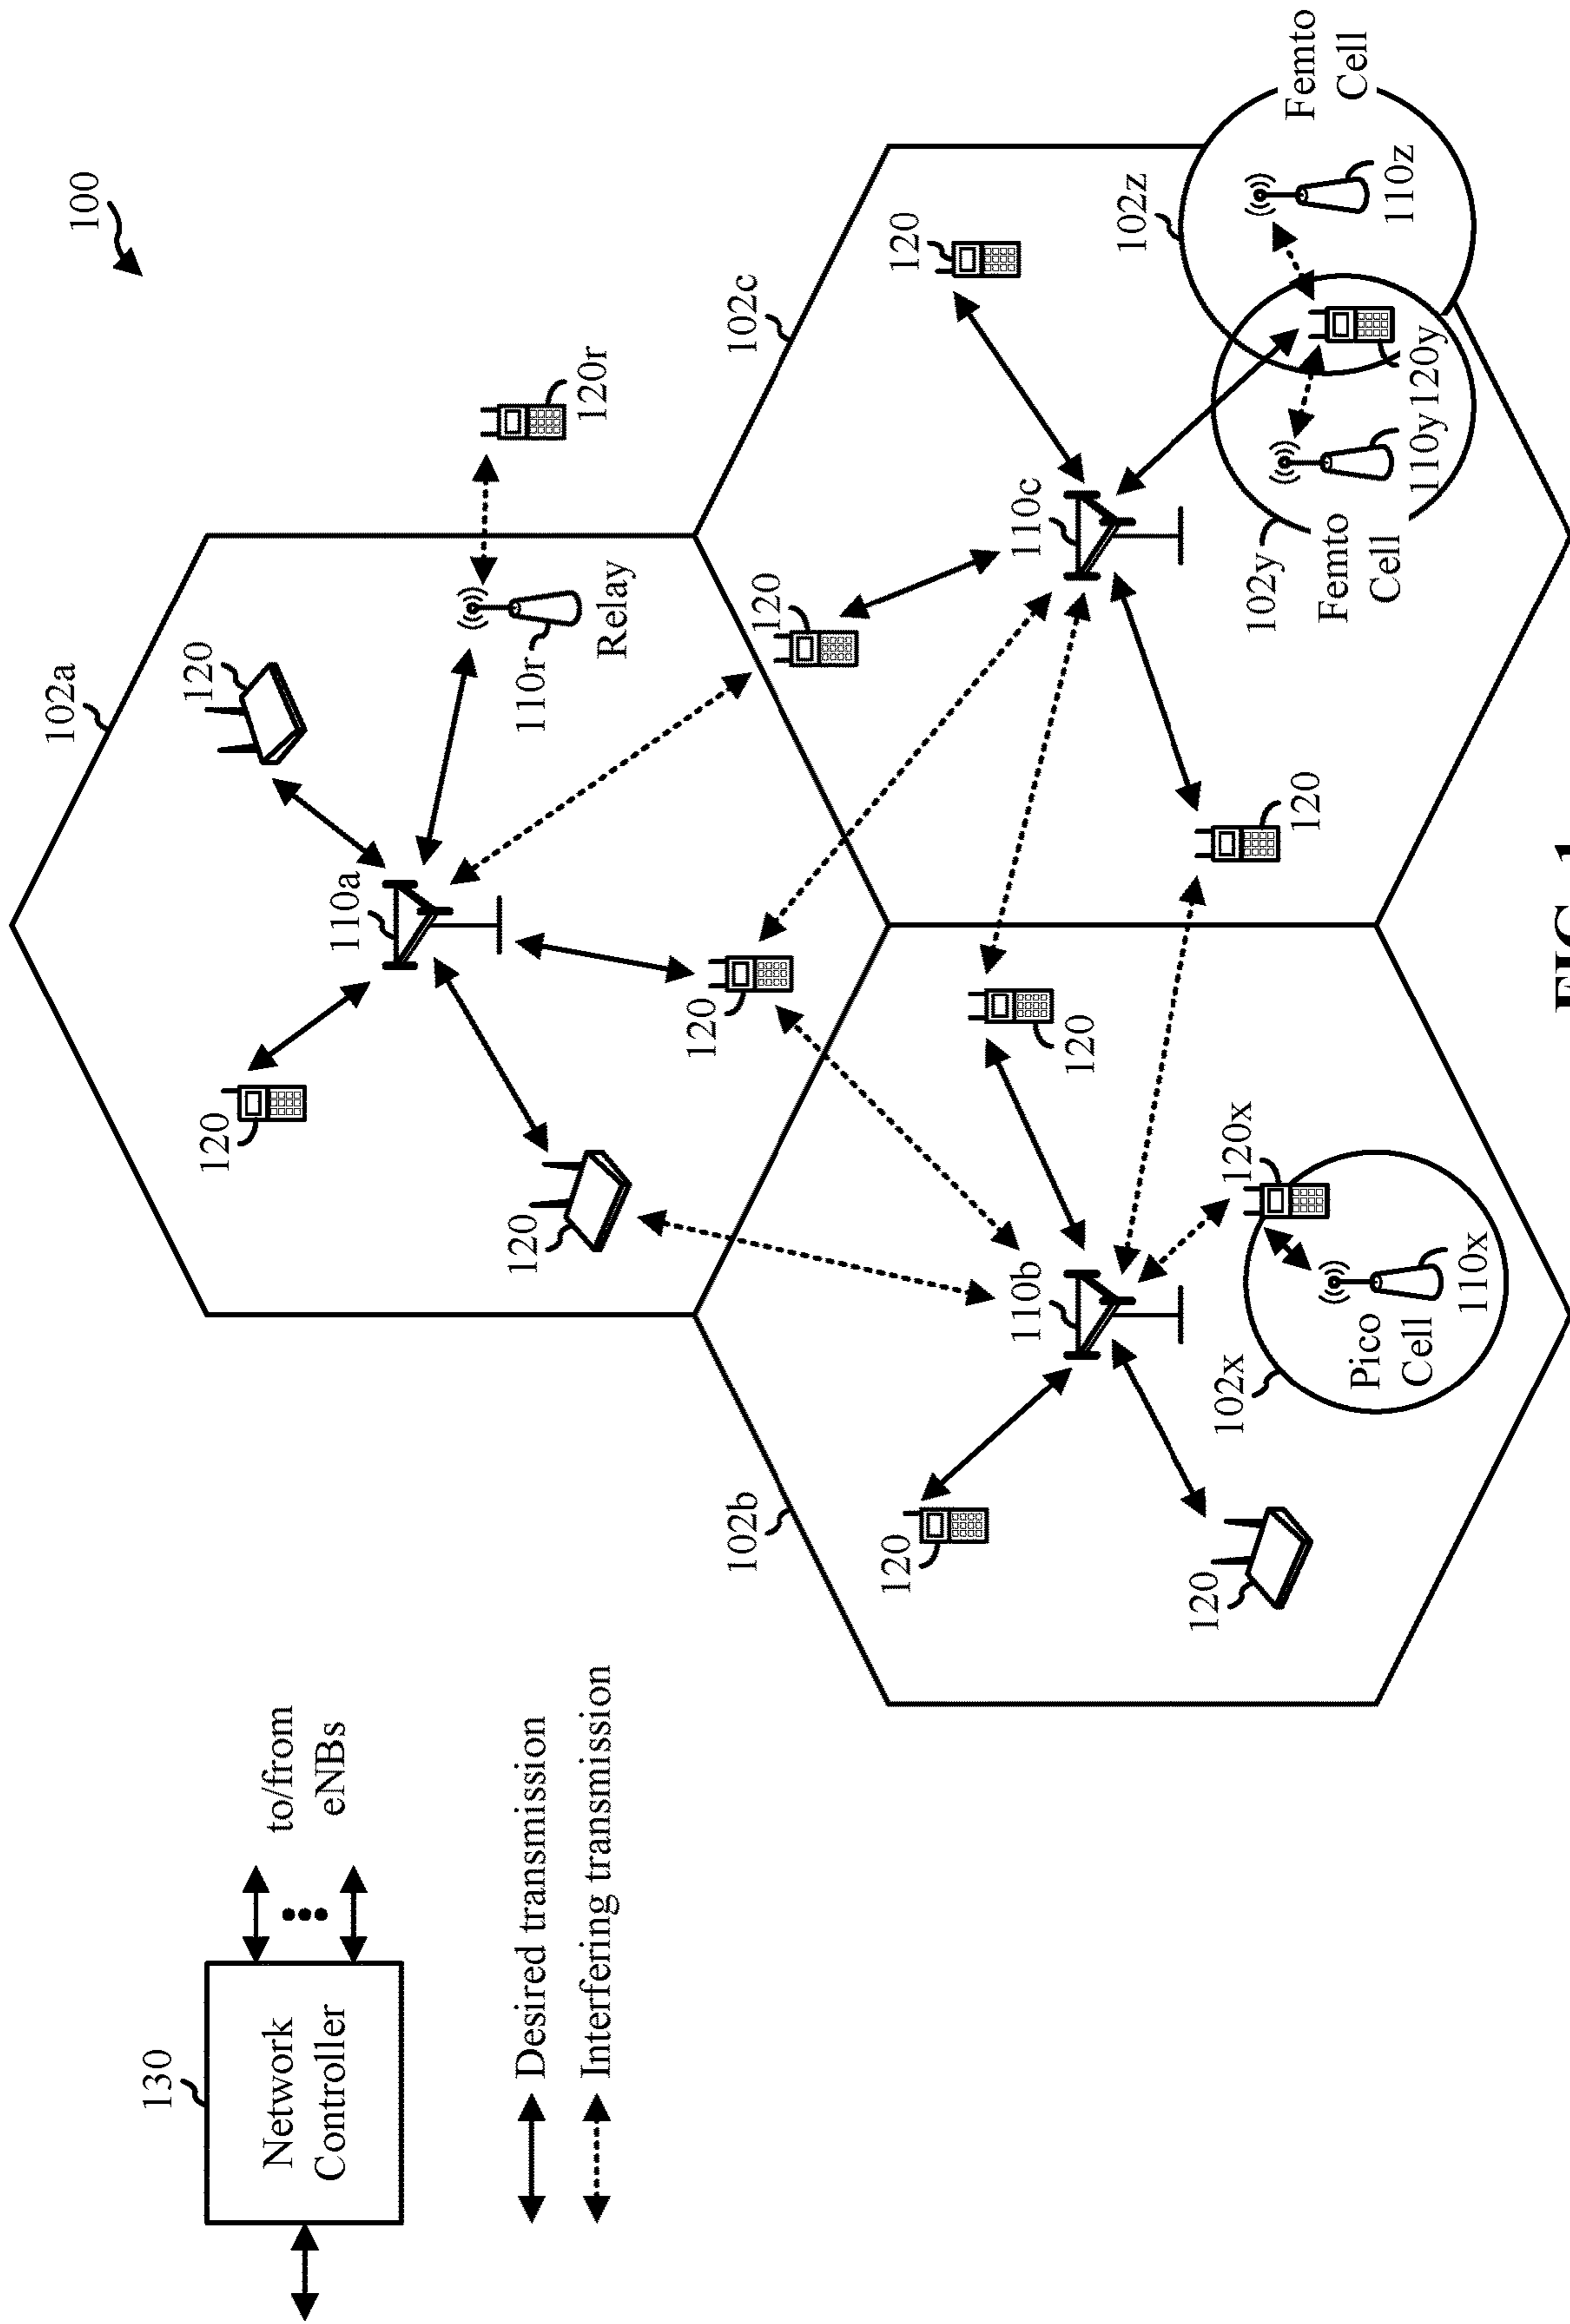 100
130
Network
Controller
to/from
eNBs
Desired transmission
Interfering transmission
102a
120
120
110a
120
120
110r
Relay
120r
120
102b
120
110b
120
120
120x
102x
Pico
Cell
110x
102c
120
120
110c
120
102y
Femto
Cell
110y
120y
102z
110z
Femto
Cell
FIG. 1